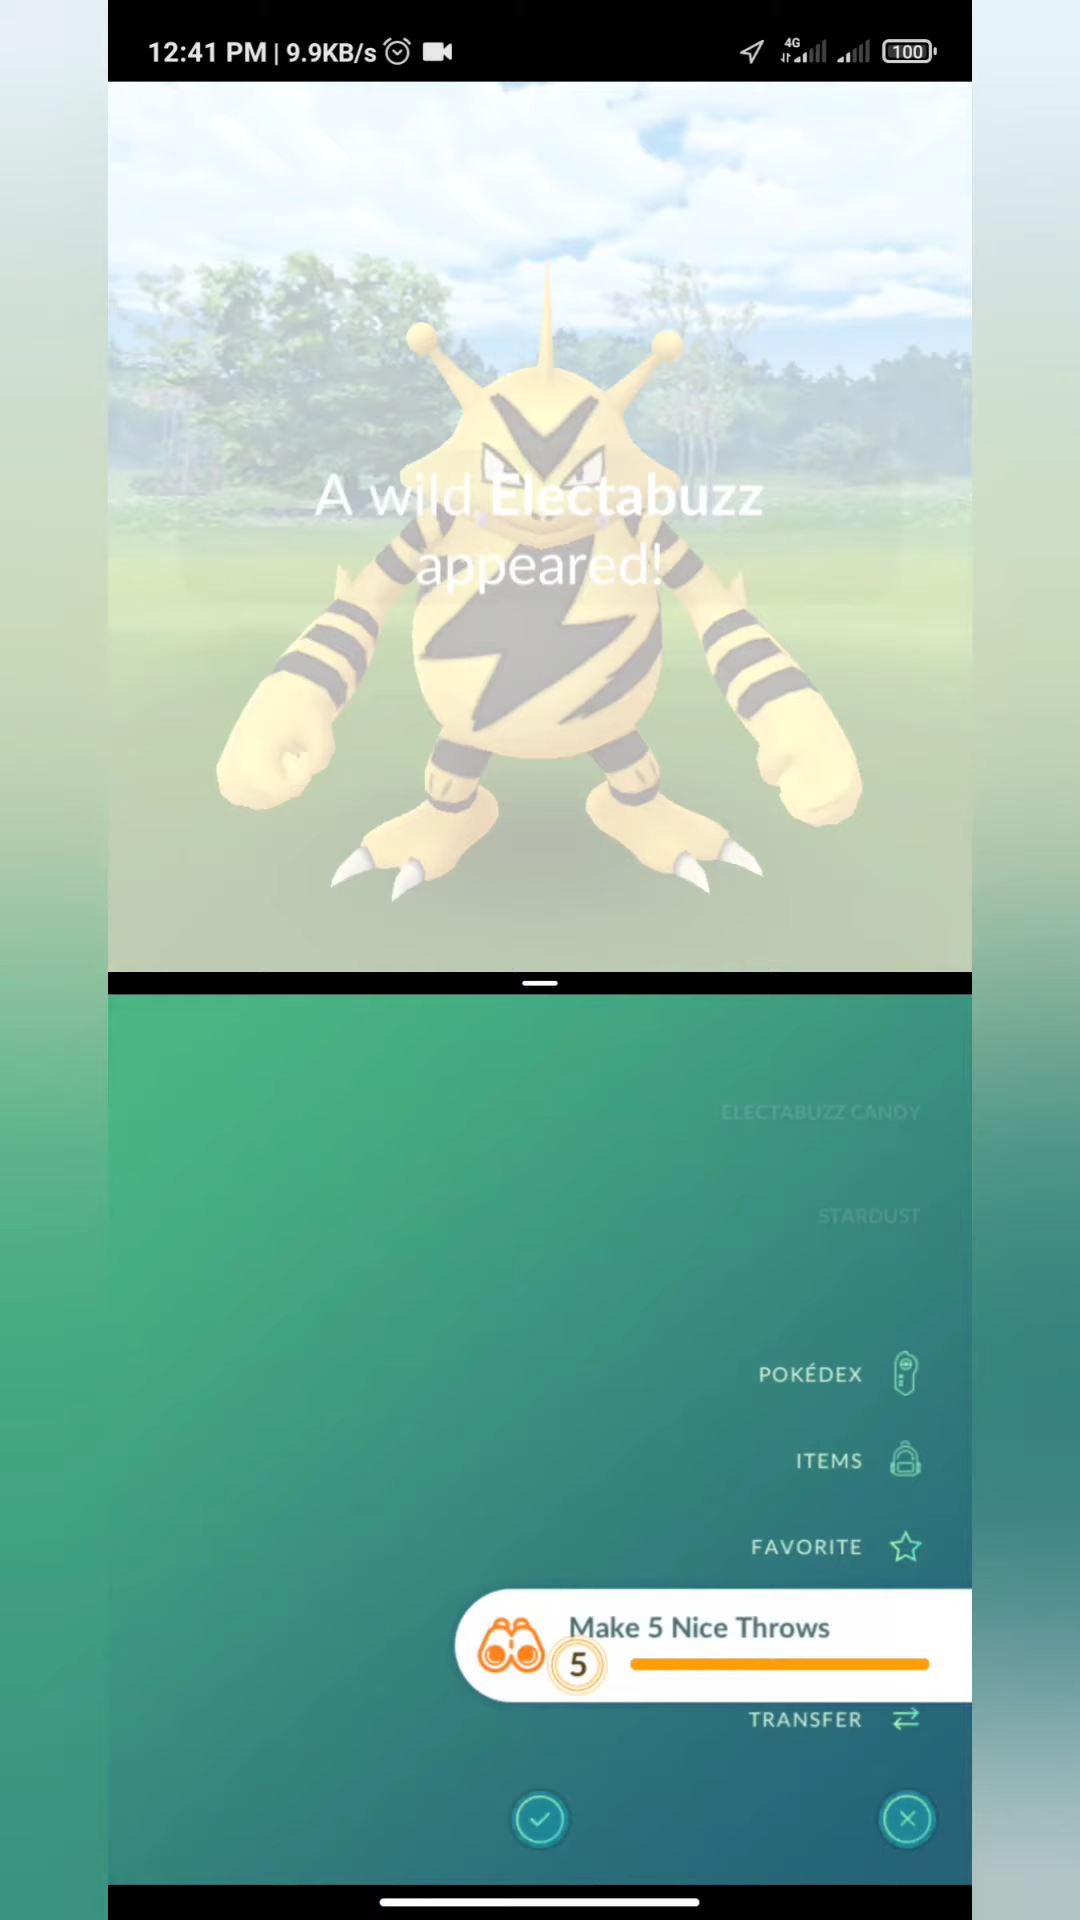 12:41 PM | 9.9KB/s
4G
100
A wild Electabuzz
appeared!
ELECTABUZZ CANDY
STARDUST
POKÉDEX
ITEMS
FAVORITE
Make 5 Nice Throws
5
TRANSFER